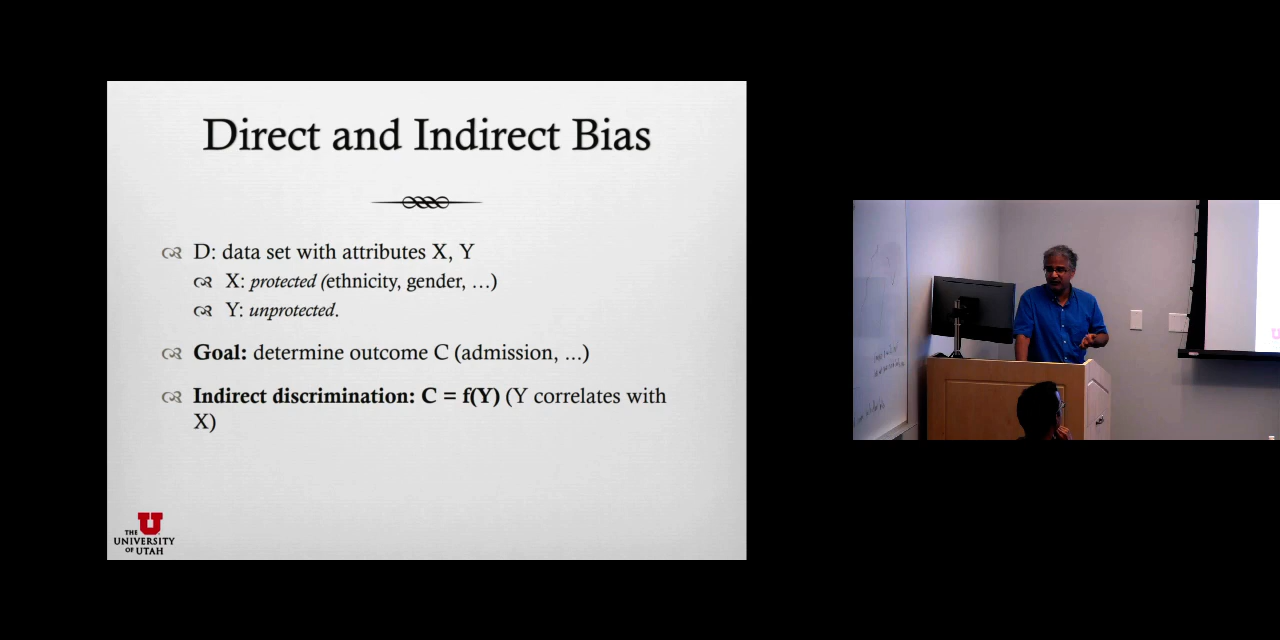 Direct and Indirect Bias
D: data set with attributes X, Y
X: protected (ethnicity, gender, …)
Y: unprotected.
Goal: determine outcome C (admission, …)
Indirect discrimination: C = f(Y) (Y correlates with
X)
THE
UNIVERSITY
OF UTAH